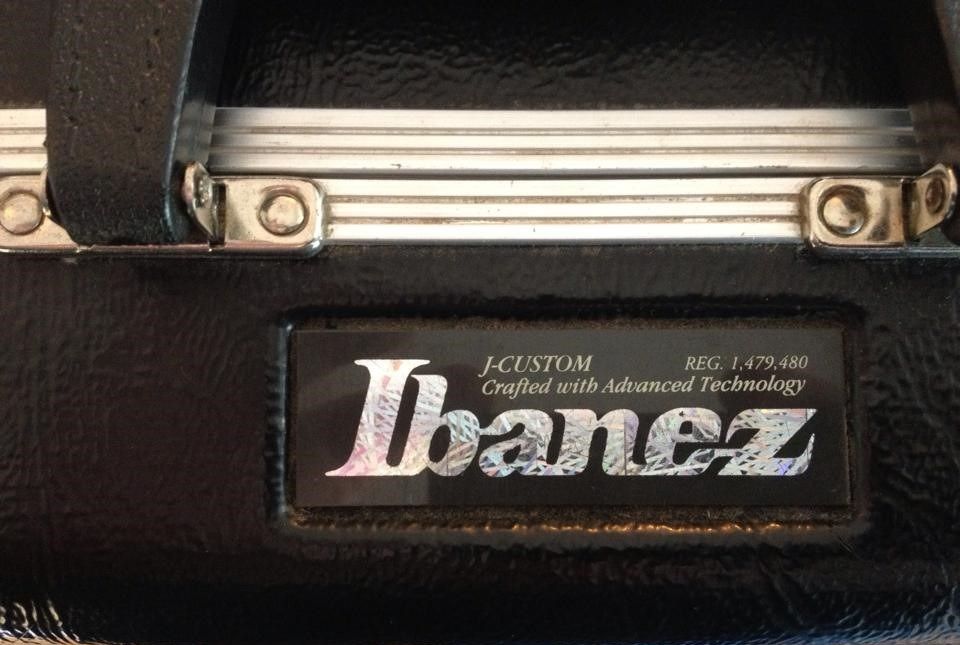 J-CUSTOM REG. 1,479,480
Crafted with Advanced Technology
Ibanez